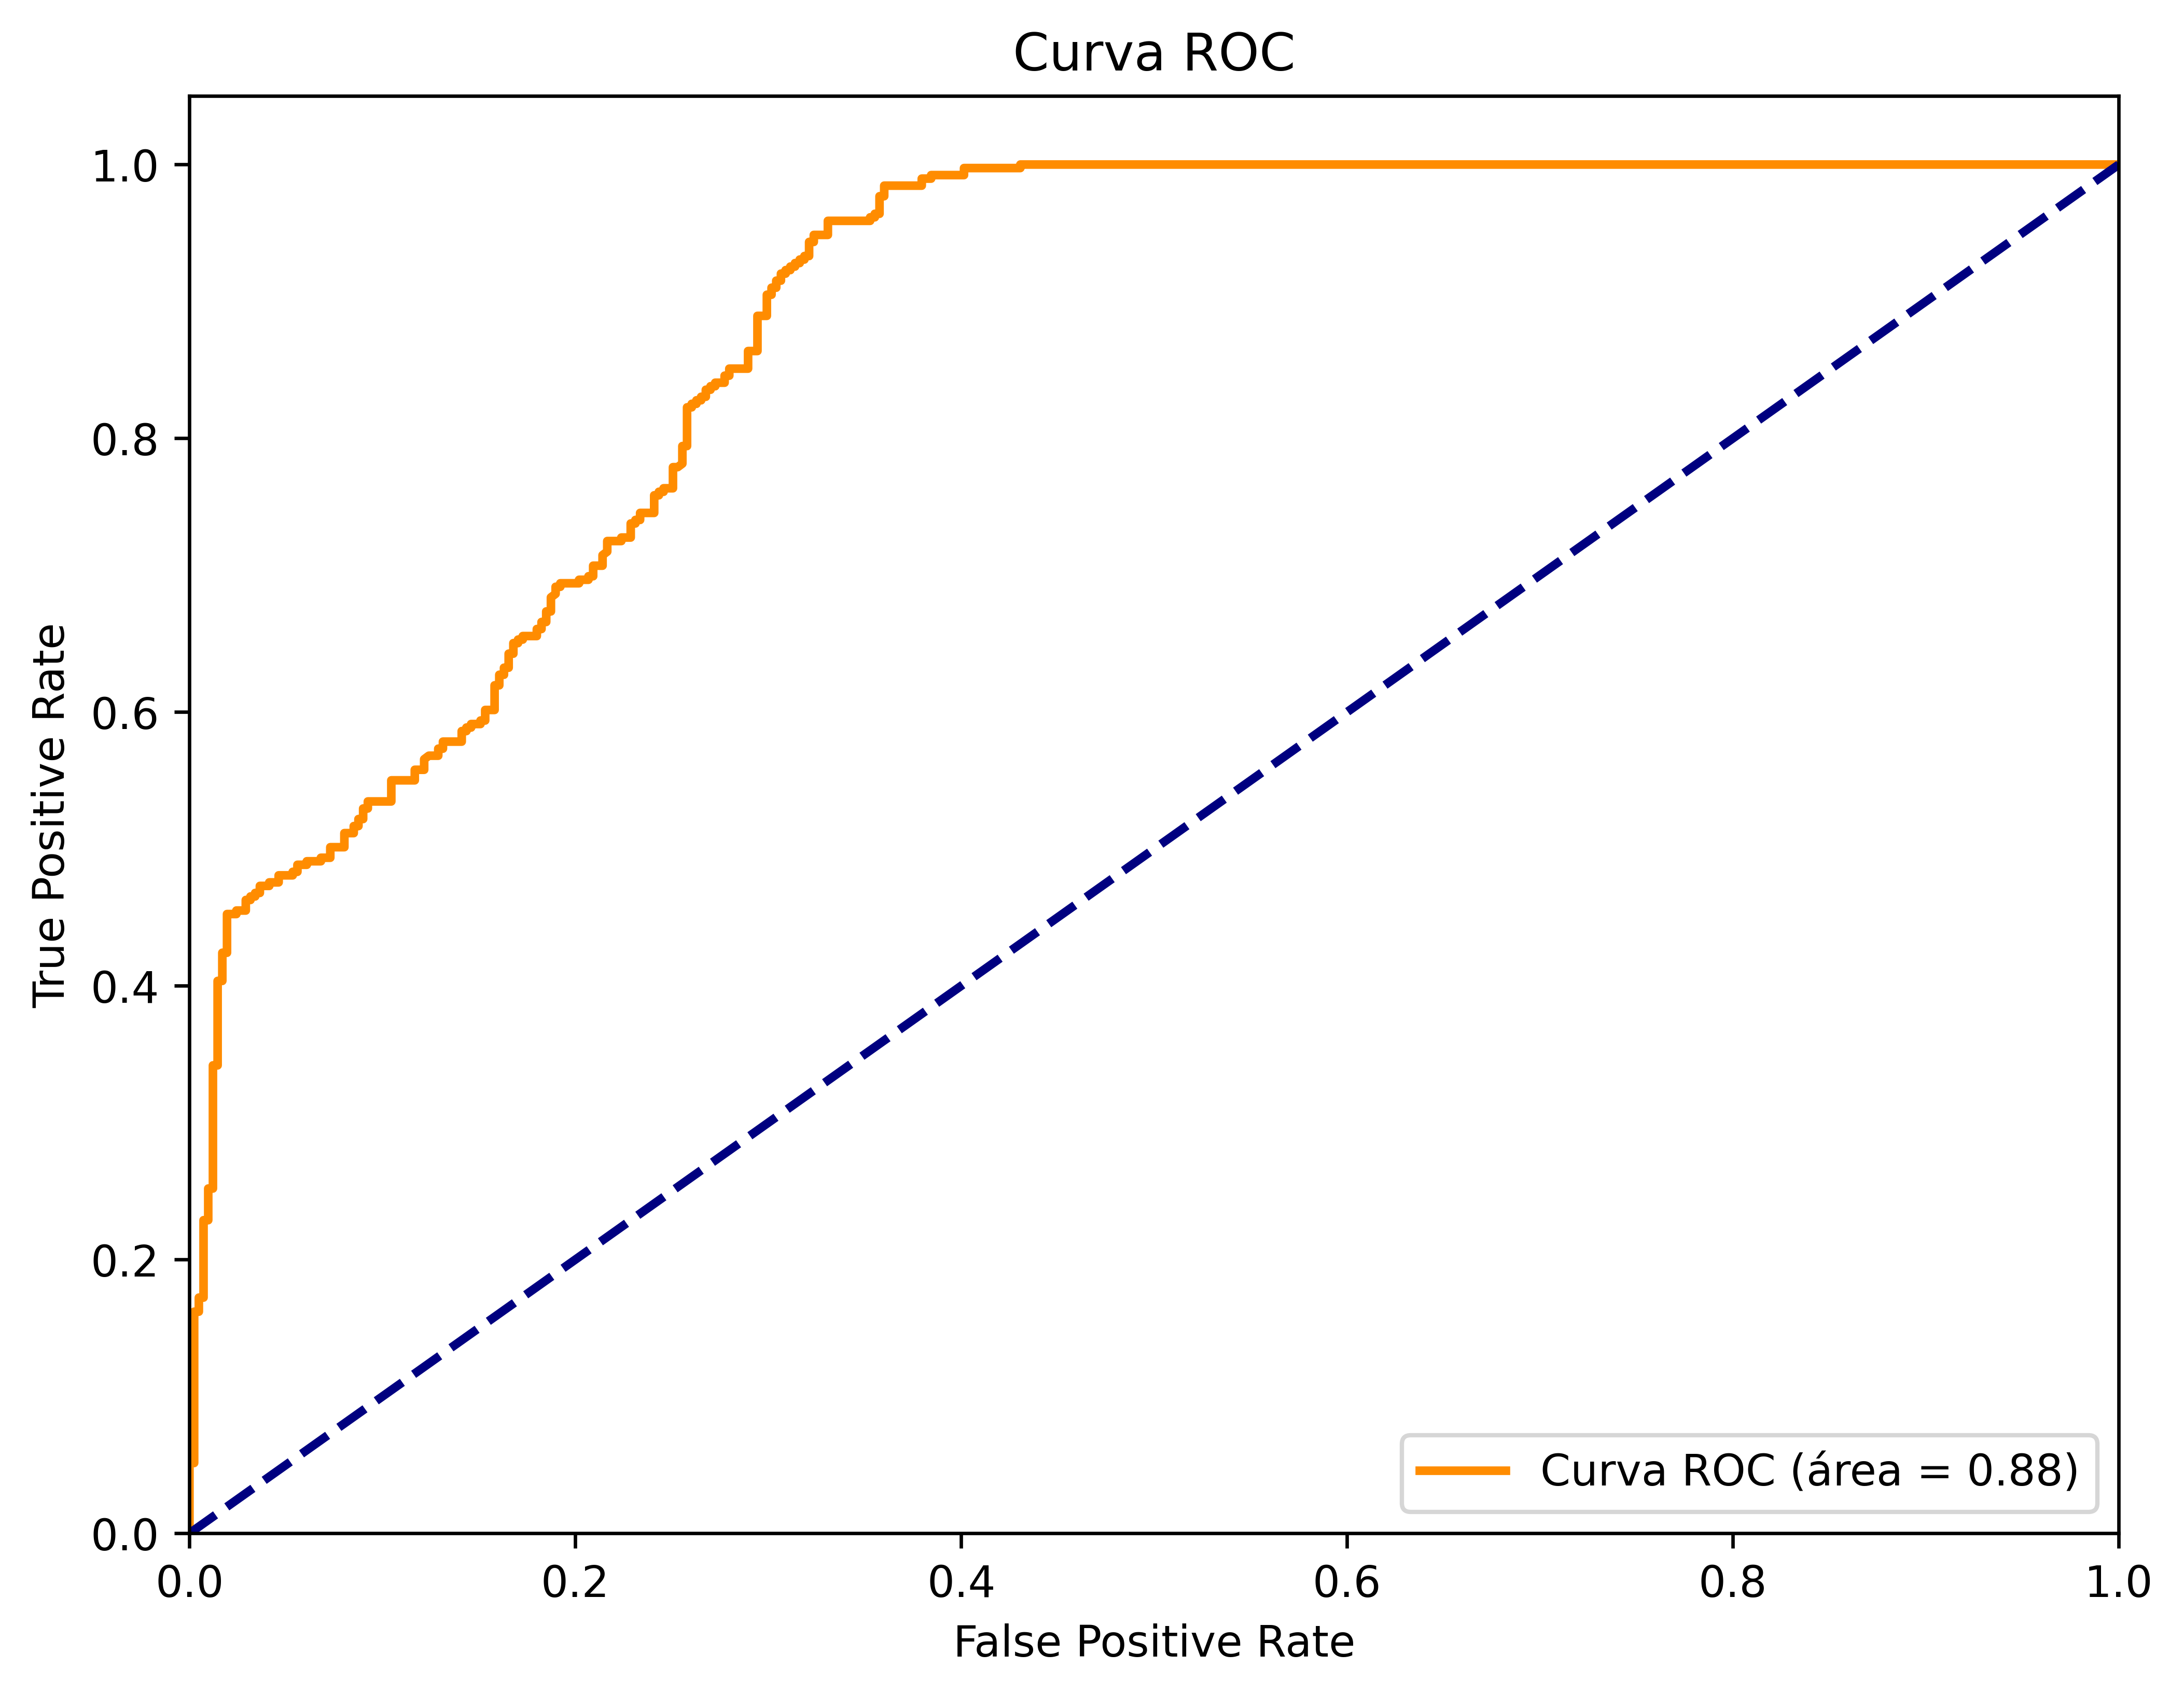 Curva ROC
1.0
0.8
0.6
0.4
0.2
0.0
True Positive Rate
0.0 0.2 0.4 0.6 0.8 1.0
False Positive Rate
Curva ROC (área = 0.88)